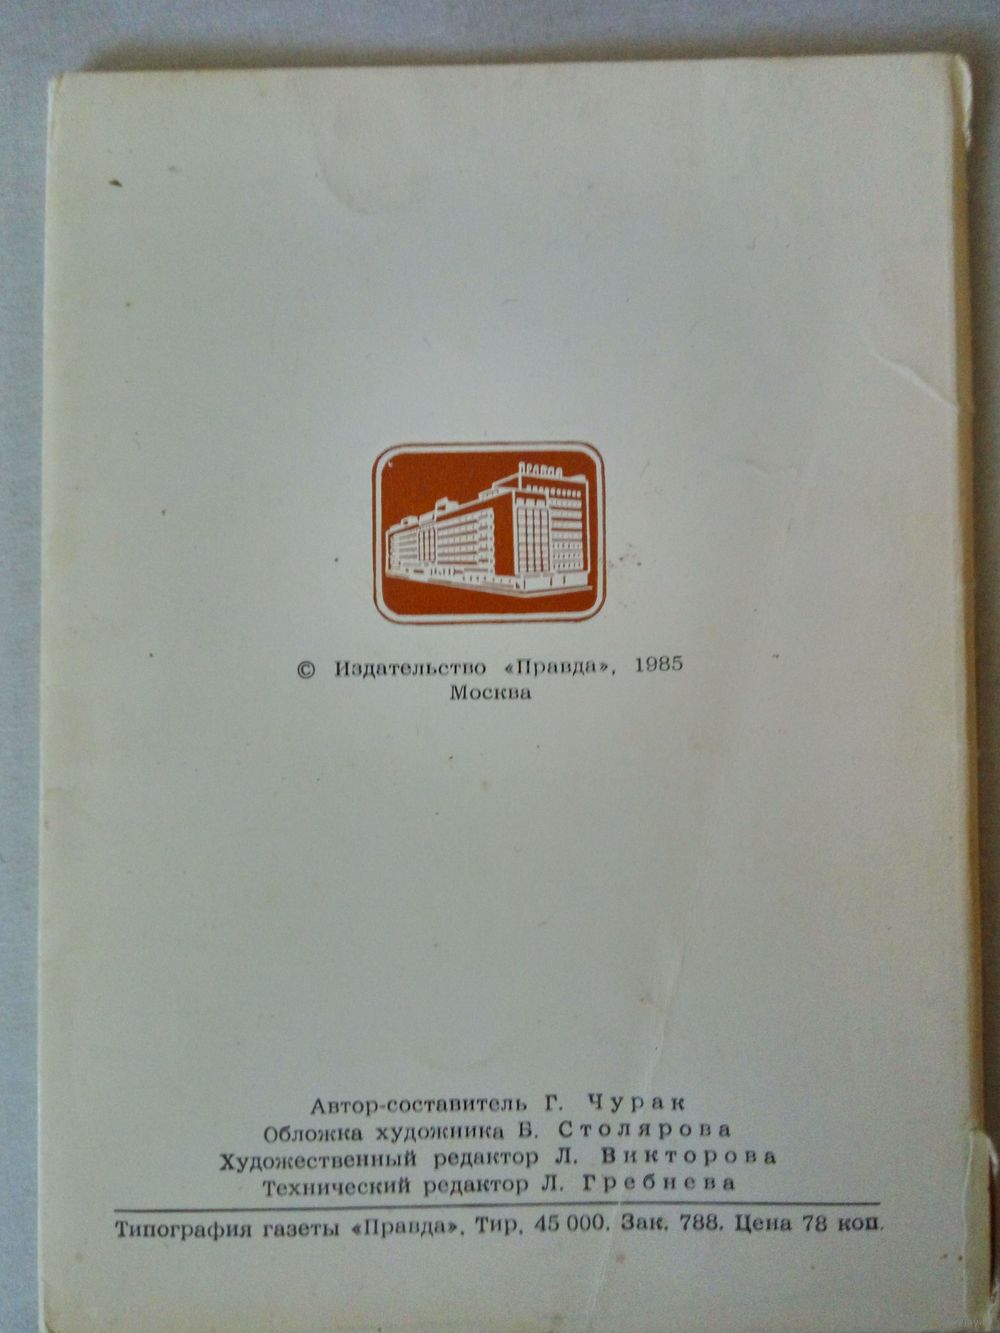 ПРАВДА
© Издательство «Правда», 1985
Москва
Автор-составитель Г. Чурак
Обложка художника Б. Столярова
Художественный редактор Л. Викторова
Технический редактор Л. Гребнева
Типография газеты «Правда». Тир. 45 000. Зак. 788. Цена 78 коп.